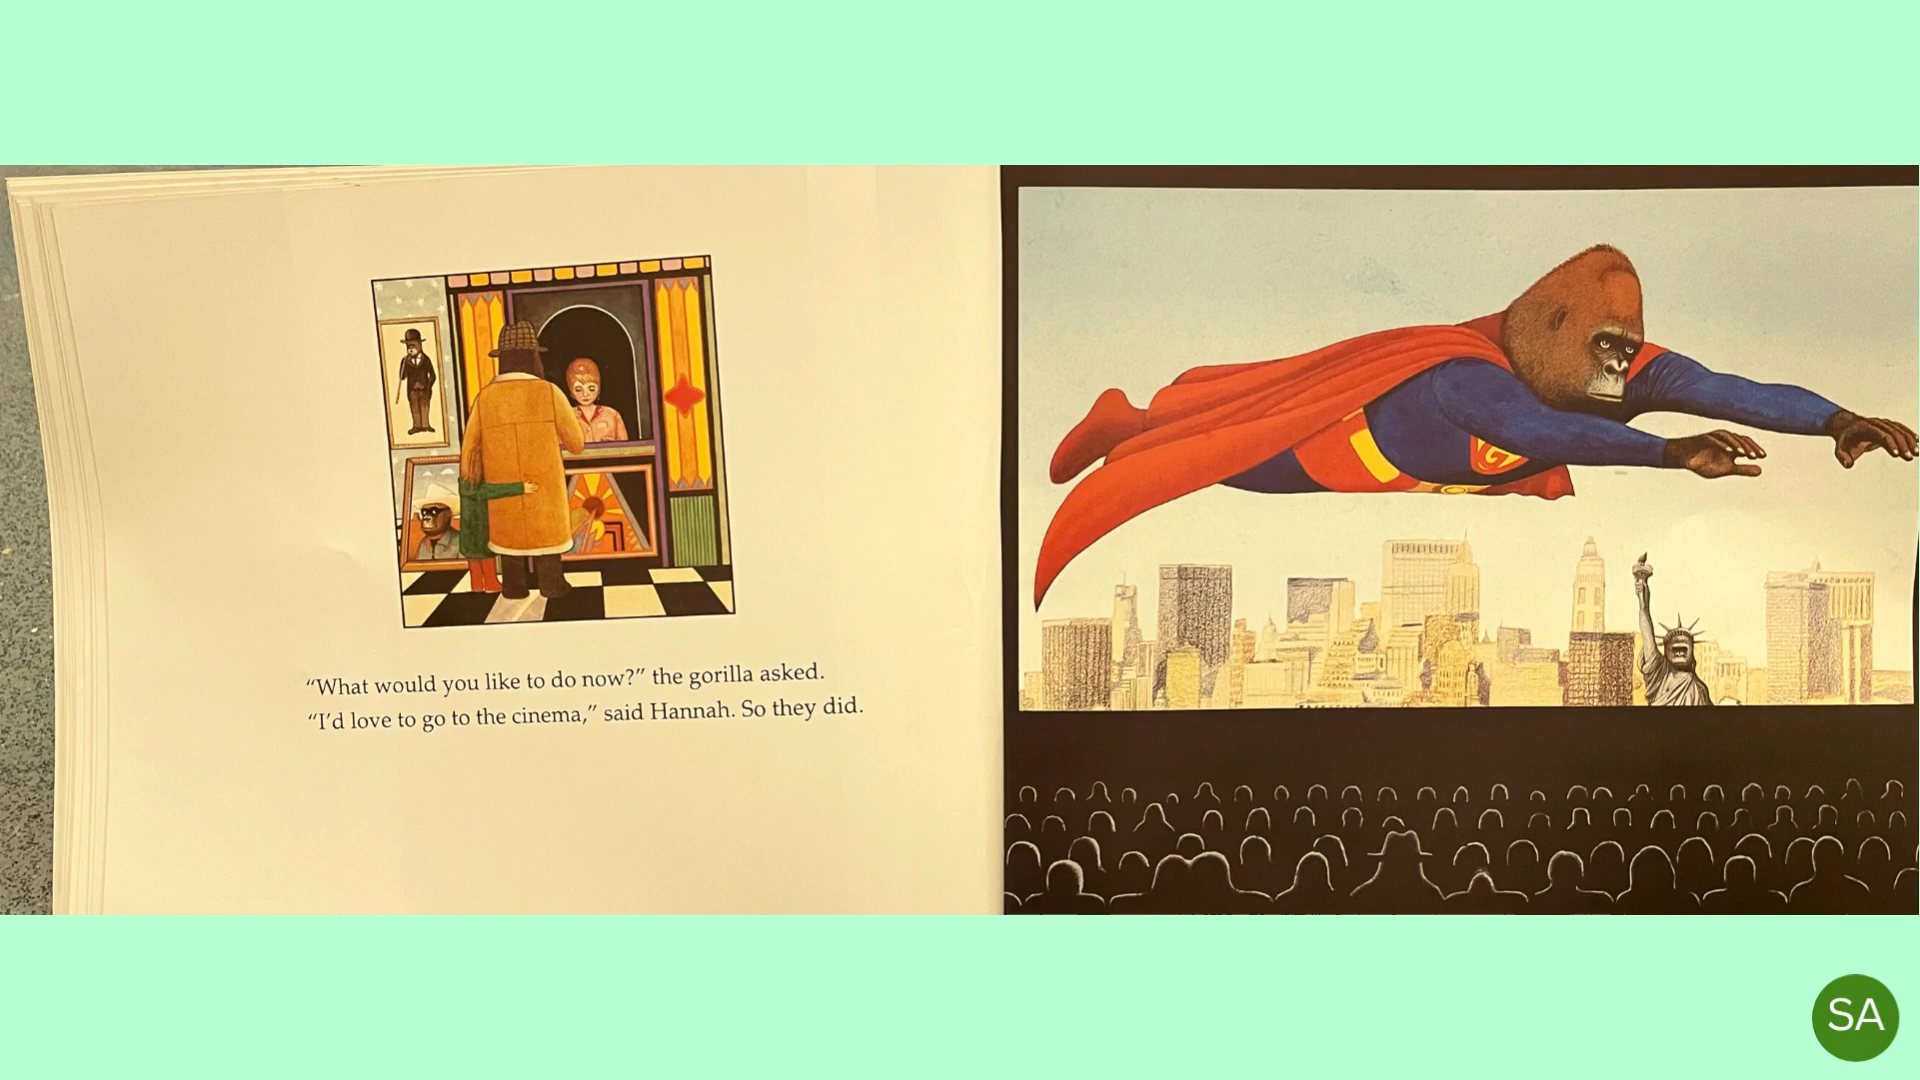 “What would you like to do now?” the gorilla asked.
“I’d love to go to the cinema,” said Hannah. So they did.
G
SA